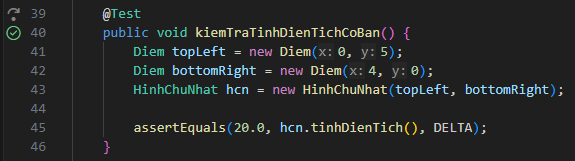 39 @Test
40 public void kiemTraTinhDienTichCoBan() {
41 Diem topLeft = new Diem(x:0, y:5);
42 Diem bottomRight = new Diem(x:4, y:0);
43 HinhChuNhat hcn = new HinhChuNhat(topLeft, bottomRight);
44
45 assertEquals(20.0, hcn.tinhDienTich(), DELTA);
46 }